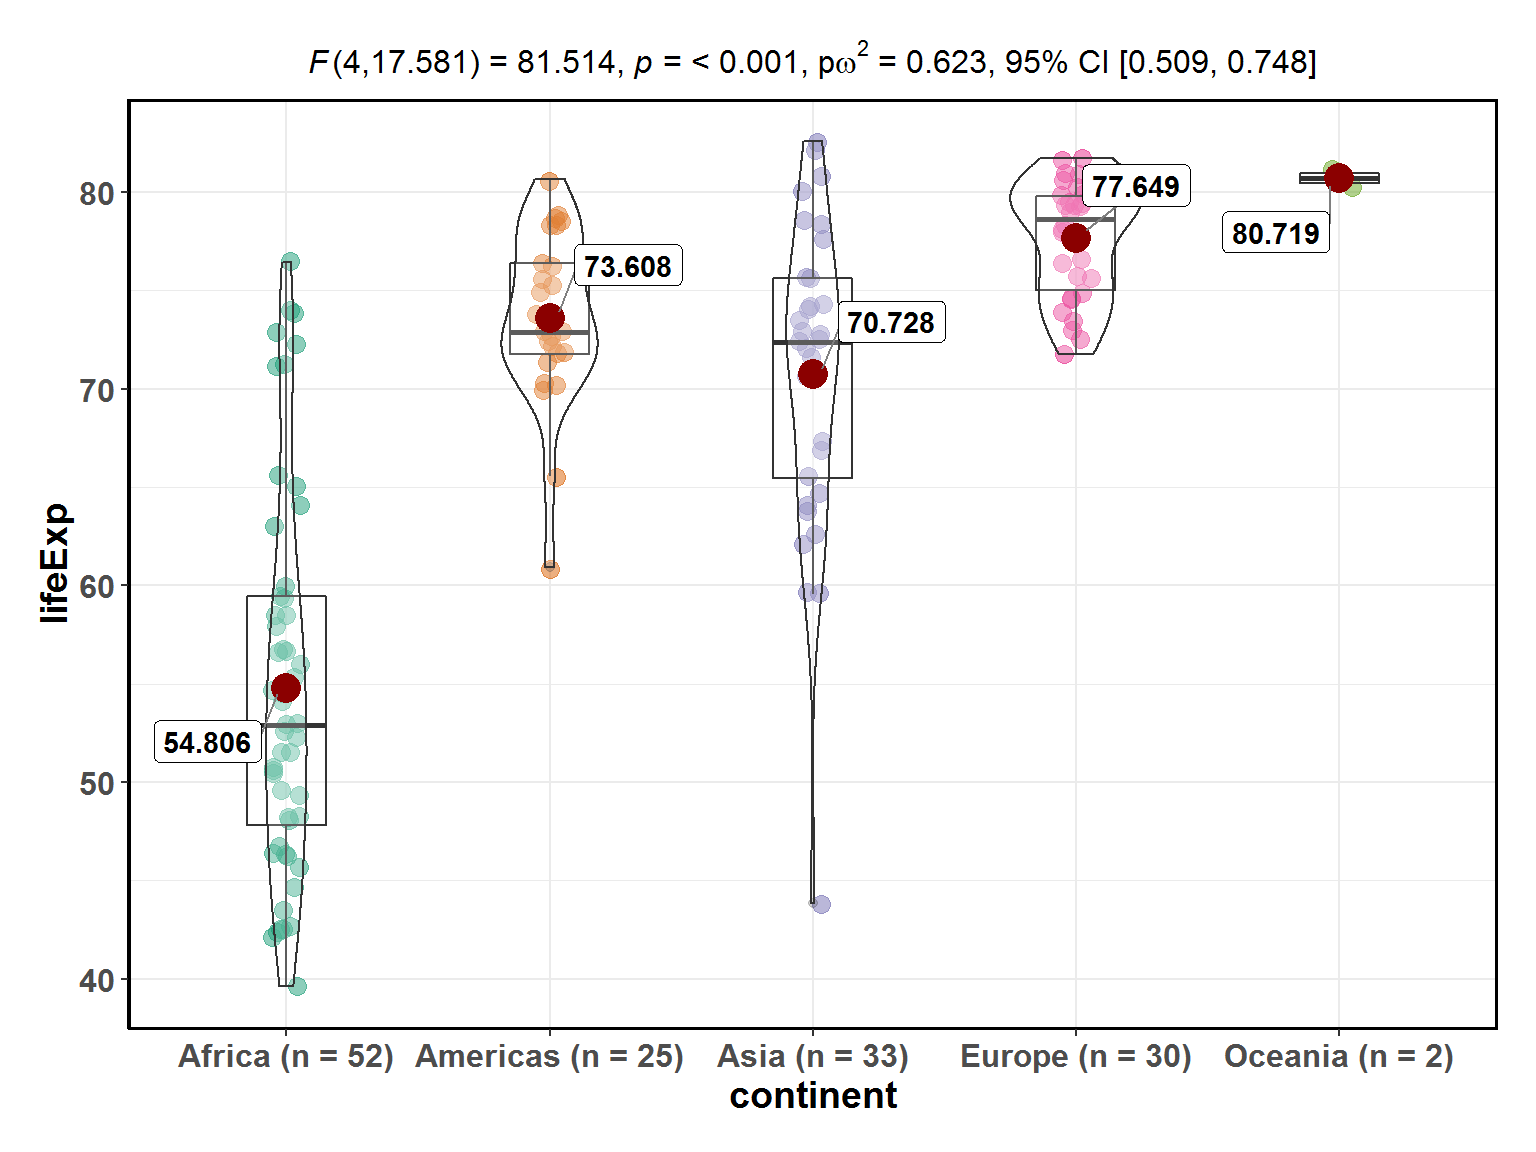 F(4,17.581) = 81.514, p = < 0.001, pω² = 0.623, 95% CI [0.509, 0.748]
lifeExp
80
70
60
50
40
54.806
73.608
70.728
77.649
80.719
Africa (n = 52) Americas (n = 25) Asia (n = 33) Europe (n = 30) Oceania (n = 2)
continent